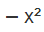 − X²